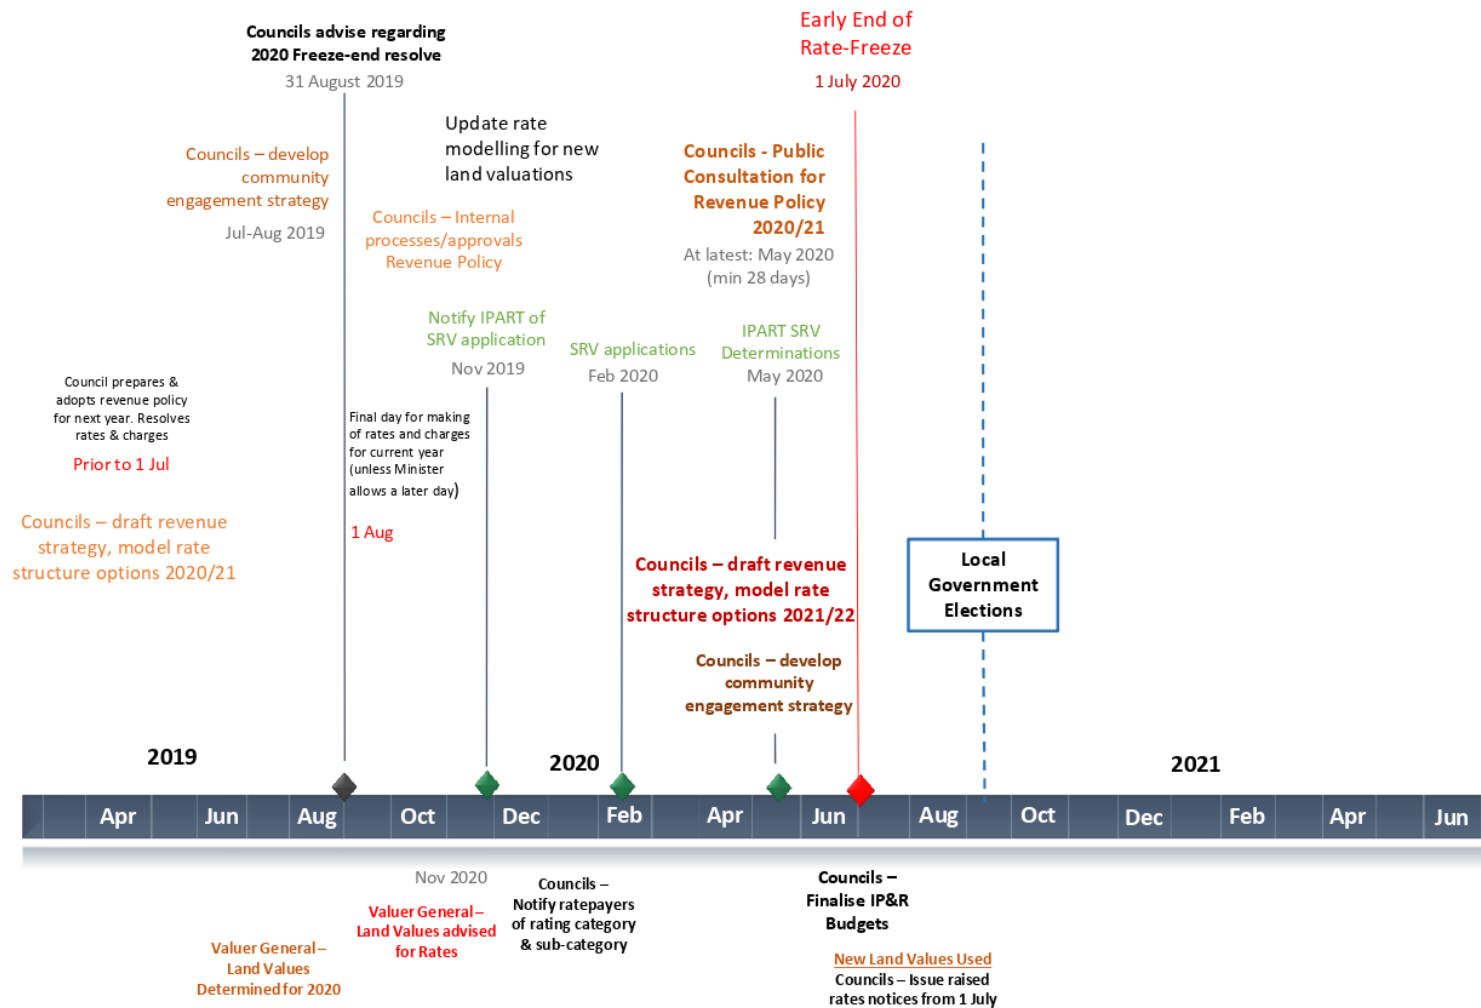 Councils advise regarding
2020 Freeze-end resolve
31 August 2019
Early End of
Rate-Freeze
1 July 2020
Update rate
modelling for new
land valuations
Councils – develop
community
engagement strategy
Jul-Aug 2019
Councils – Internal
processes/approvals
Revenue Policy
Councils - Public
Consultation for
Revenue Policy
2020/21
At latest: May 2020
(min 28 days)
Notify IPART of
SRV application
Nov 2019
SRV applications
Feb 2020
IPART SRV
Determinations
May 2020
Council prepares &
adopts revenue policy
for next year. Resolves
rates & charges
Prior to 1 Jul
Final day for making
of rates and charges
for current year
(unless Minister
allows a later day)
1 Aug
Councils – draft revenue
strategy, model rate
structure options 2020/21
Councils – draft revenue
strategy, model rate
structure options 2021/22
Local
Government
Elections
Councils – develop
community
engagement strategy
2019
2020
2021
Apr Jun Aug Oct Dec Feb Apr Jun Aug Oct Dec Feb Apr Jun
Nov 2020
Valuer General –
Land Values advised
for Rates
Councils –
Notify ratepayers
of rating category
& sub-category
Valuer General –
Land Values
Determined for 2020
Councils –
Finalise IP&R
Budgets
New Land Values Used
Councils – Issue raised
rates notices from 1 July